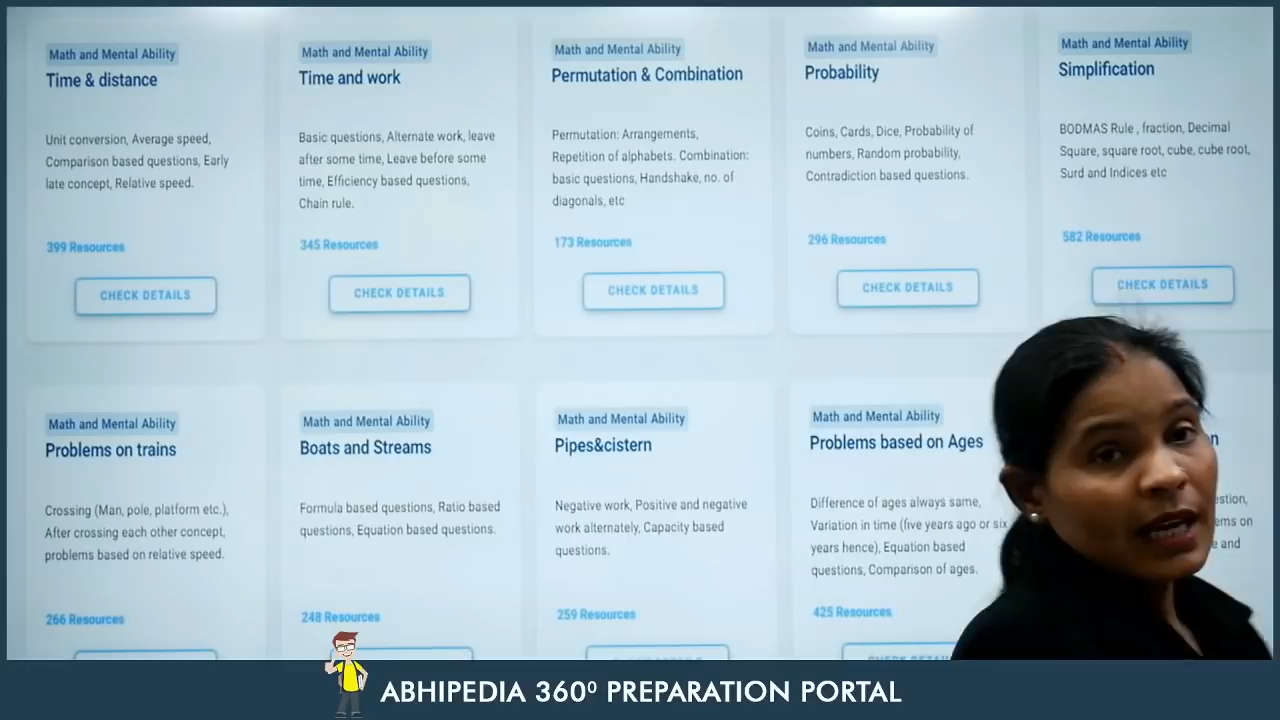 Math and Mental Ability
Time & distance
Unit conversion, Average speed,
Comparison based questions, Early
late concept, Relative speed.
399 Resources
CHECK DETAILS
Math and Mental Ability
Time and work
Basic questions, Alternate work, leave
after some time, Leave before some
time, Efficiency based questions,
Chain rule.
345 Resources
CHECK DETAILS
Math and Mental Ability
Permutation & Combination
Permutation: Arrangements,
Repetition of alphabets. Combination:
basic questions, Handshake, no. of
diagonals, etc
173 Resources
CHECK DETAILS
Math and Mental Ability
Probability
Coins, Cards, Dice, Probability of
numbers, Random probability,
Contradiction based questions.
296 Resources
CHECK DETAILS
Math and Mental Ability
Simplification
BODMAS Rule , fraction, Decimal
Square, square root, cube, cube root,
Surd and Indices etc
582 Resources
CHECK DETAILS
Math and Mental Ability
Problems on trains
Crossing (Man, pole, platform etc.),
After crossing each other concept,
problems based on relative speed.
266 Resources
Math and Mental Ability
Boats and Streams
Formula based questions, Ratio based
questions, Equation based questions.
248 Resources
Math and Mental Ability
Pipes&cistern
Negative work, Positive and negative
work alternately, Capacity based
questions.
259 Resources
Math and Mental Ability
Problems based on Ages
Difference of ages always same,
Variation in time (five years ago or six
years hence), Equation based
questions, Comparison of ages.
425 Resources
on
and
ABHIPEDIA 360⁰ PREPARATION PORTAL